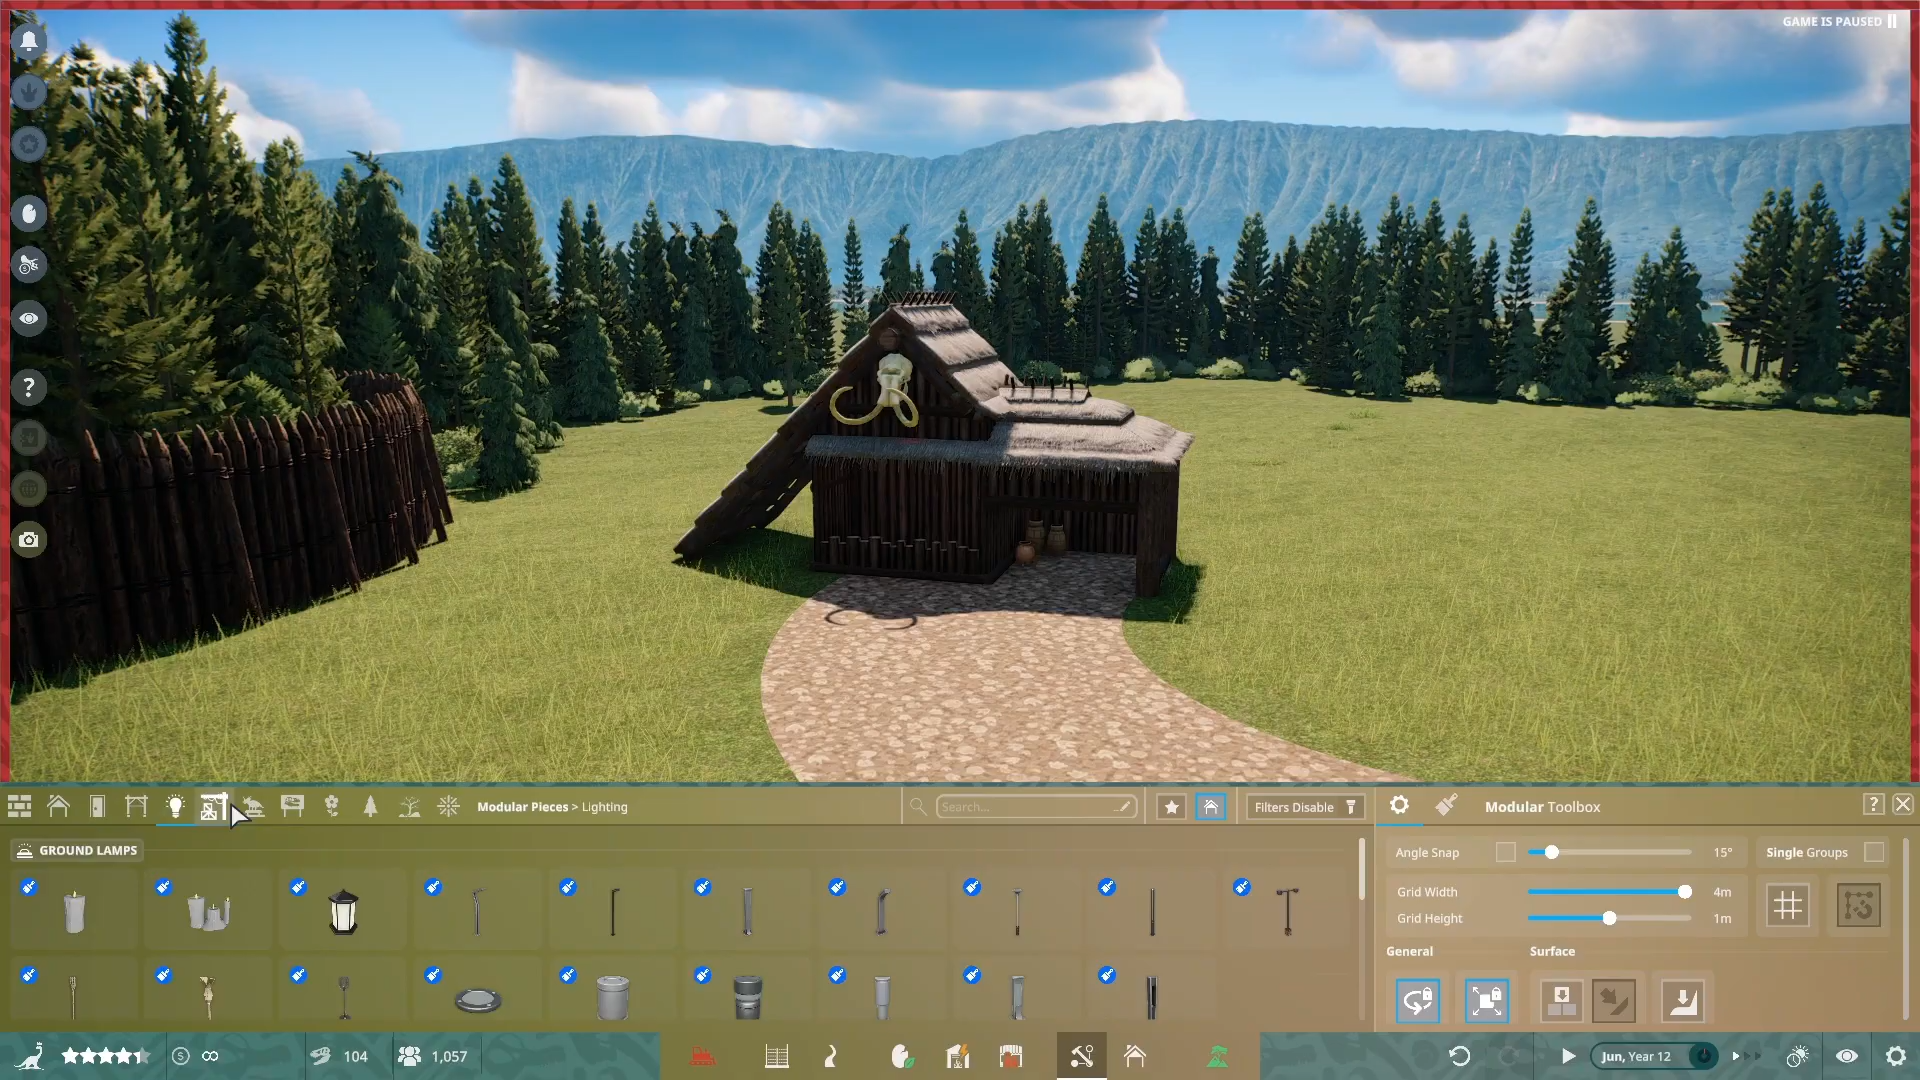 GAME IS PAUSED
?
Modular Pieces > Lighting
Search...
Filters Disable
Modular Toolbox
?
GROUND LAMPS
Angle Snap
15°
Single Groups
Grid Width
4m
Grid Height
1m
General
Surface
∞
104
1,057
Jun, Year 12